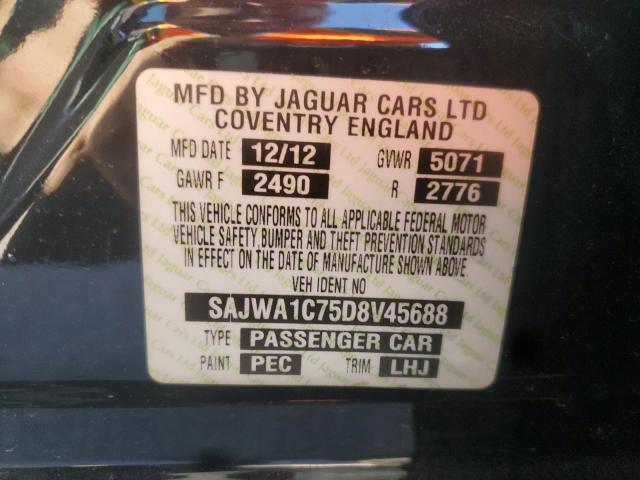 MFD BY JAGUAR CARS LTD
COVENTRY ENGLAND
MFD DATE 12/12 GVWR 5071
GAWR F 2490 R 2776
THIS VEHICLE CONFORMS TO ALL APPLICABLE FEDERAL MOTOR
VEHICLE SAFETY,BUMPER AND THEFT PREVENTION STANDARDS
IN EFFECT ON THE DATE OF MANUFACTURE SHOWN ABOVE.
VEH IDENT NO
SAJWA1C75D8V45688
TYPE PASSENGER CAR
PAINT PEC TRIM LHJ